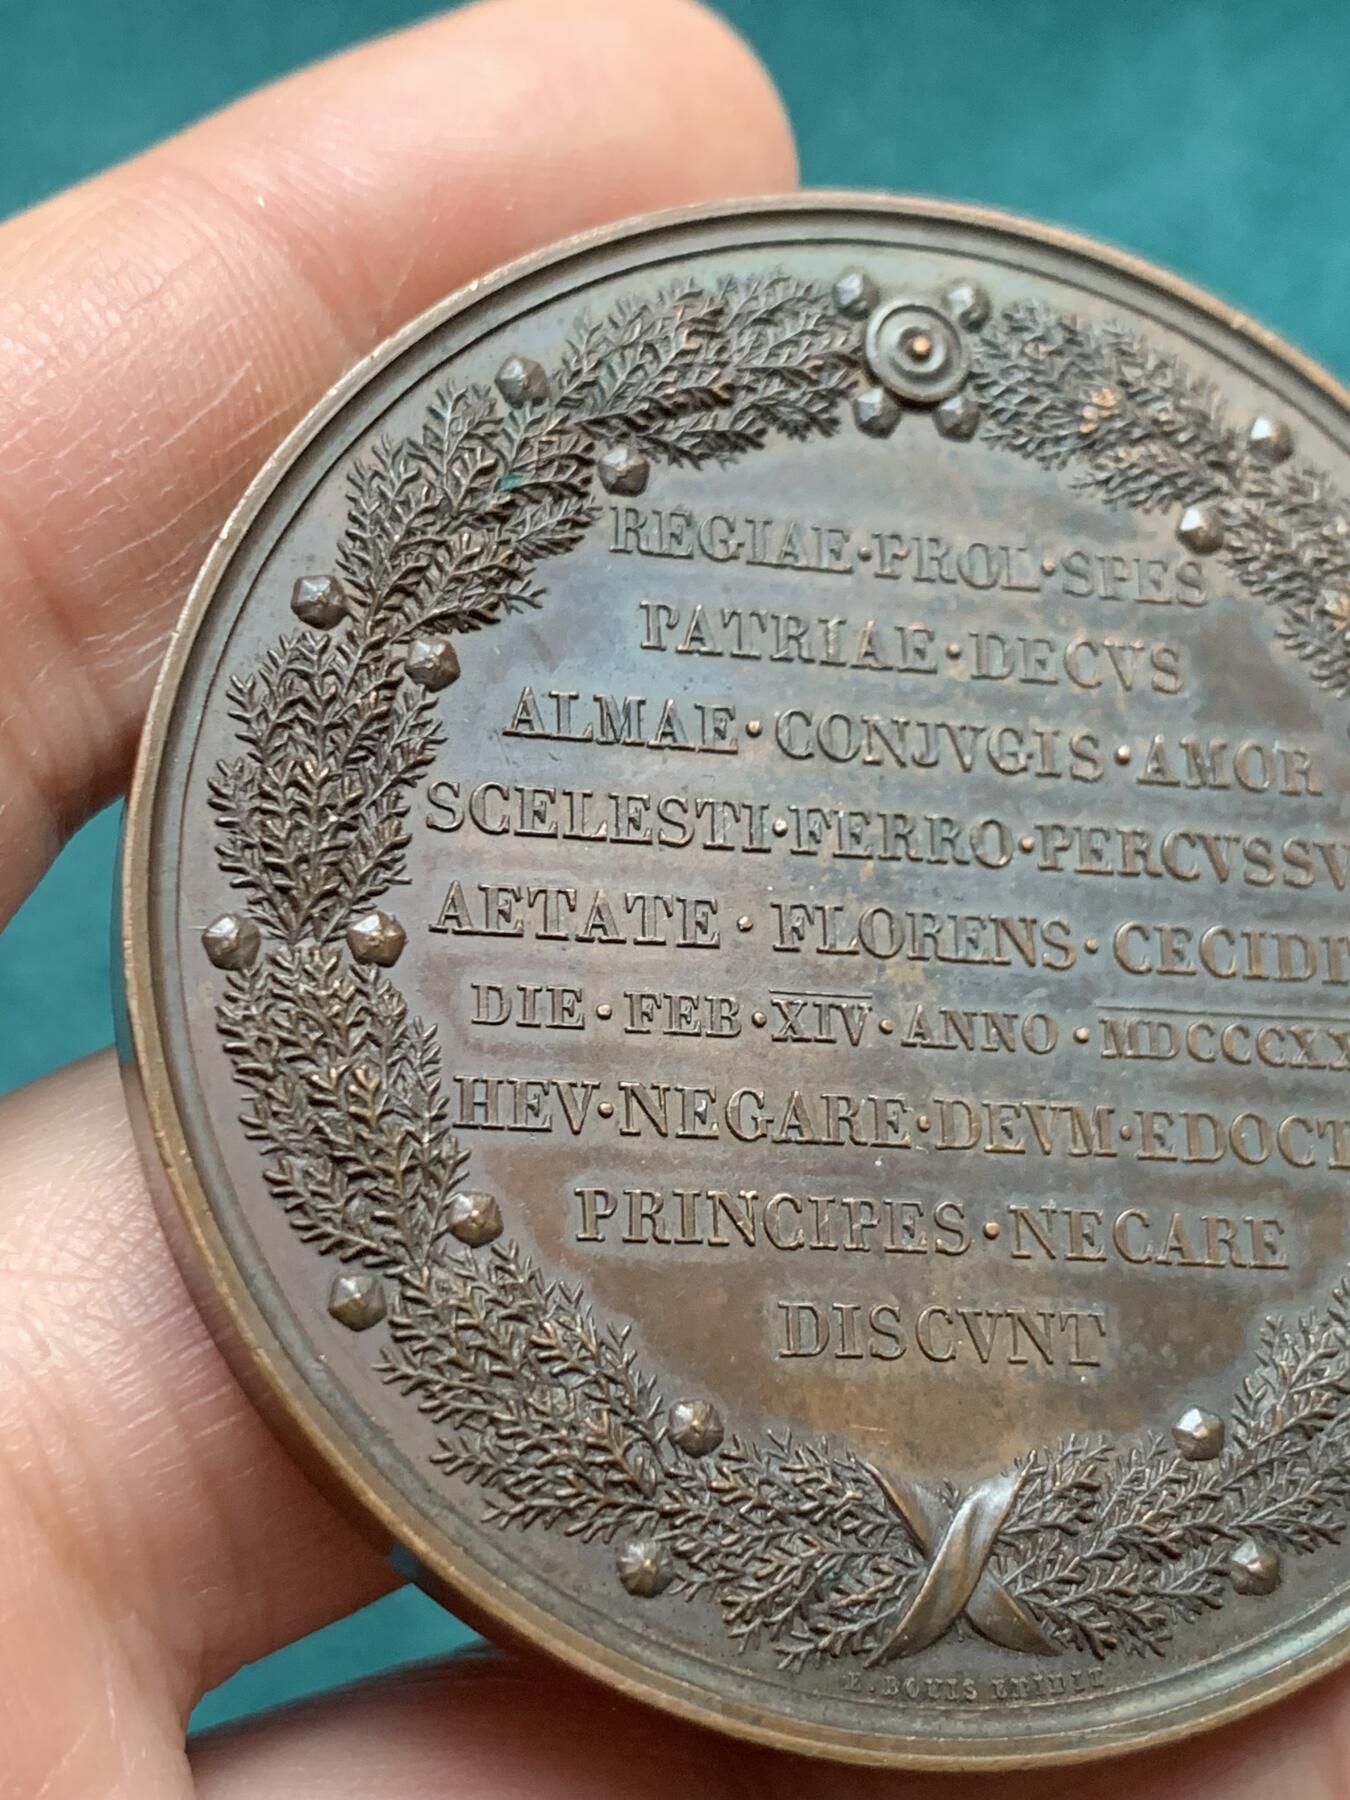 REGIAE·PROL·SPES
PATRIAE·DECVS
ALMAE·CONJVGIS·AMOR
SCELESTI·FERRO·PERCVSSV
AETATE·FLORENS·CECIDI
DIE·FEB·XIV·ANNO·MDCCCXX
HEV·NEGARE·DEVM·EDOCT
PRINCIPES·NECARE
DISCVNT